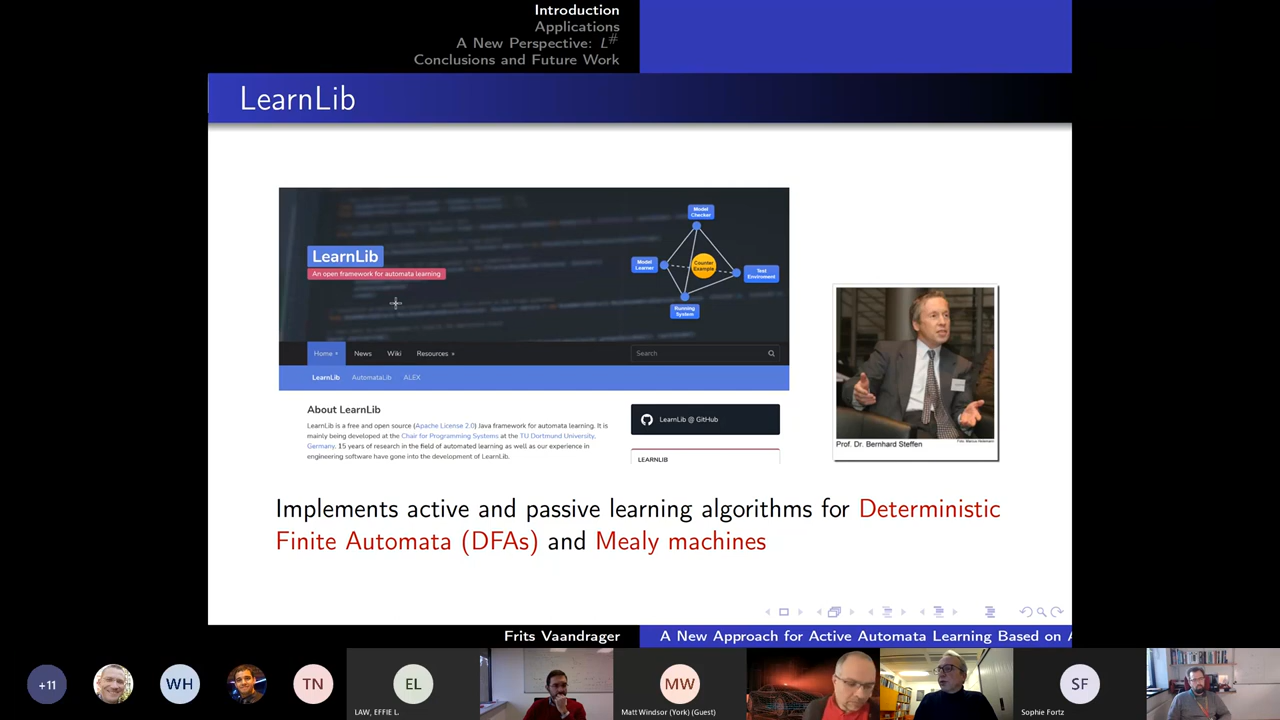 Introduction
Applications
A New Perspective: L#
Conclusions and Future Work
LearnLib
LearnLib
An open framework for automata learning
Model
Checker
Model
Learner
Counter
Example
Test
Enviroment
Running
System
Home
News
Wiki
Resources »
Search
LearnLib
AutomataLib
ALEX
About LearnLib
LearnLib is a free and open source (Apache License 2.0) Java framework for automata learning. It is
mainly being developed at the Chair for Programming Systems at the TU Dortmund University,
Germany. 15 years of research in the field of automated learning as well as our experience in
engineering software have gone into the development of LearnLib.
LearnLib @ GitHub
LEARNLIB
Prof. Dr. Bernhard Steffen
Implements active and passive learning algorithms for Deterministic
Finite Automata (DFAs) and Mealy machines
Frits Vaandrager
A New Approach for Active Automata Learning Based on A
+11
WH
TN
EL
LAW, EFFIE L.
MW
Matt Windsor (York) (Guest)
SF
Sophie Fortz